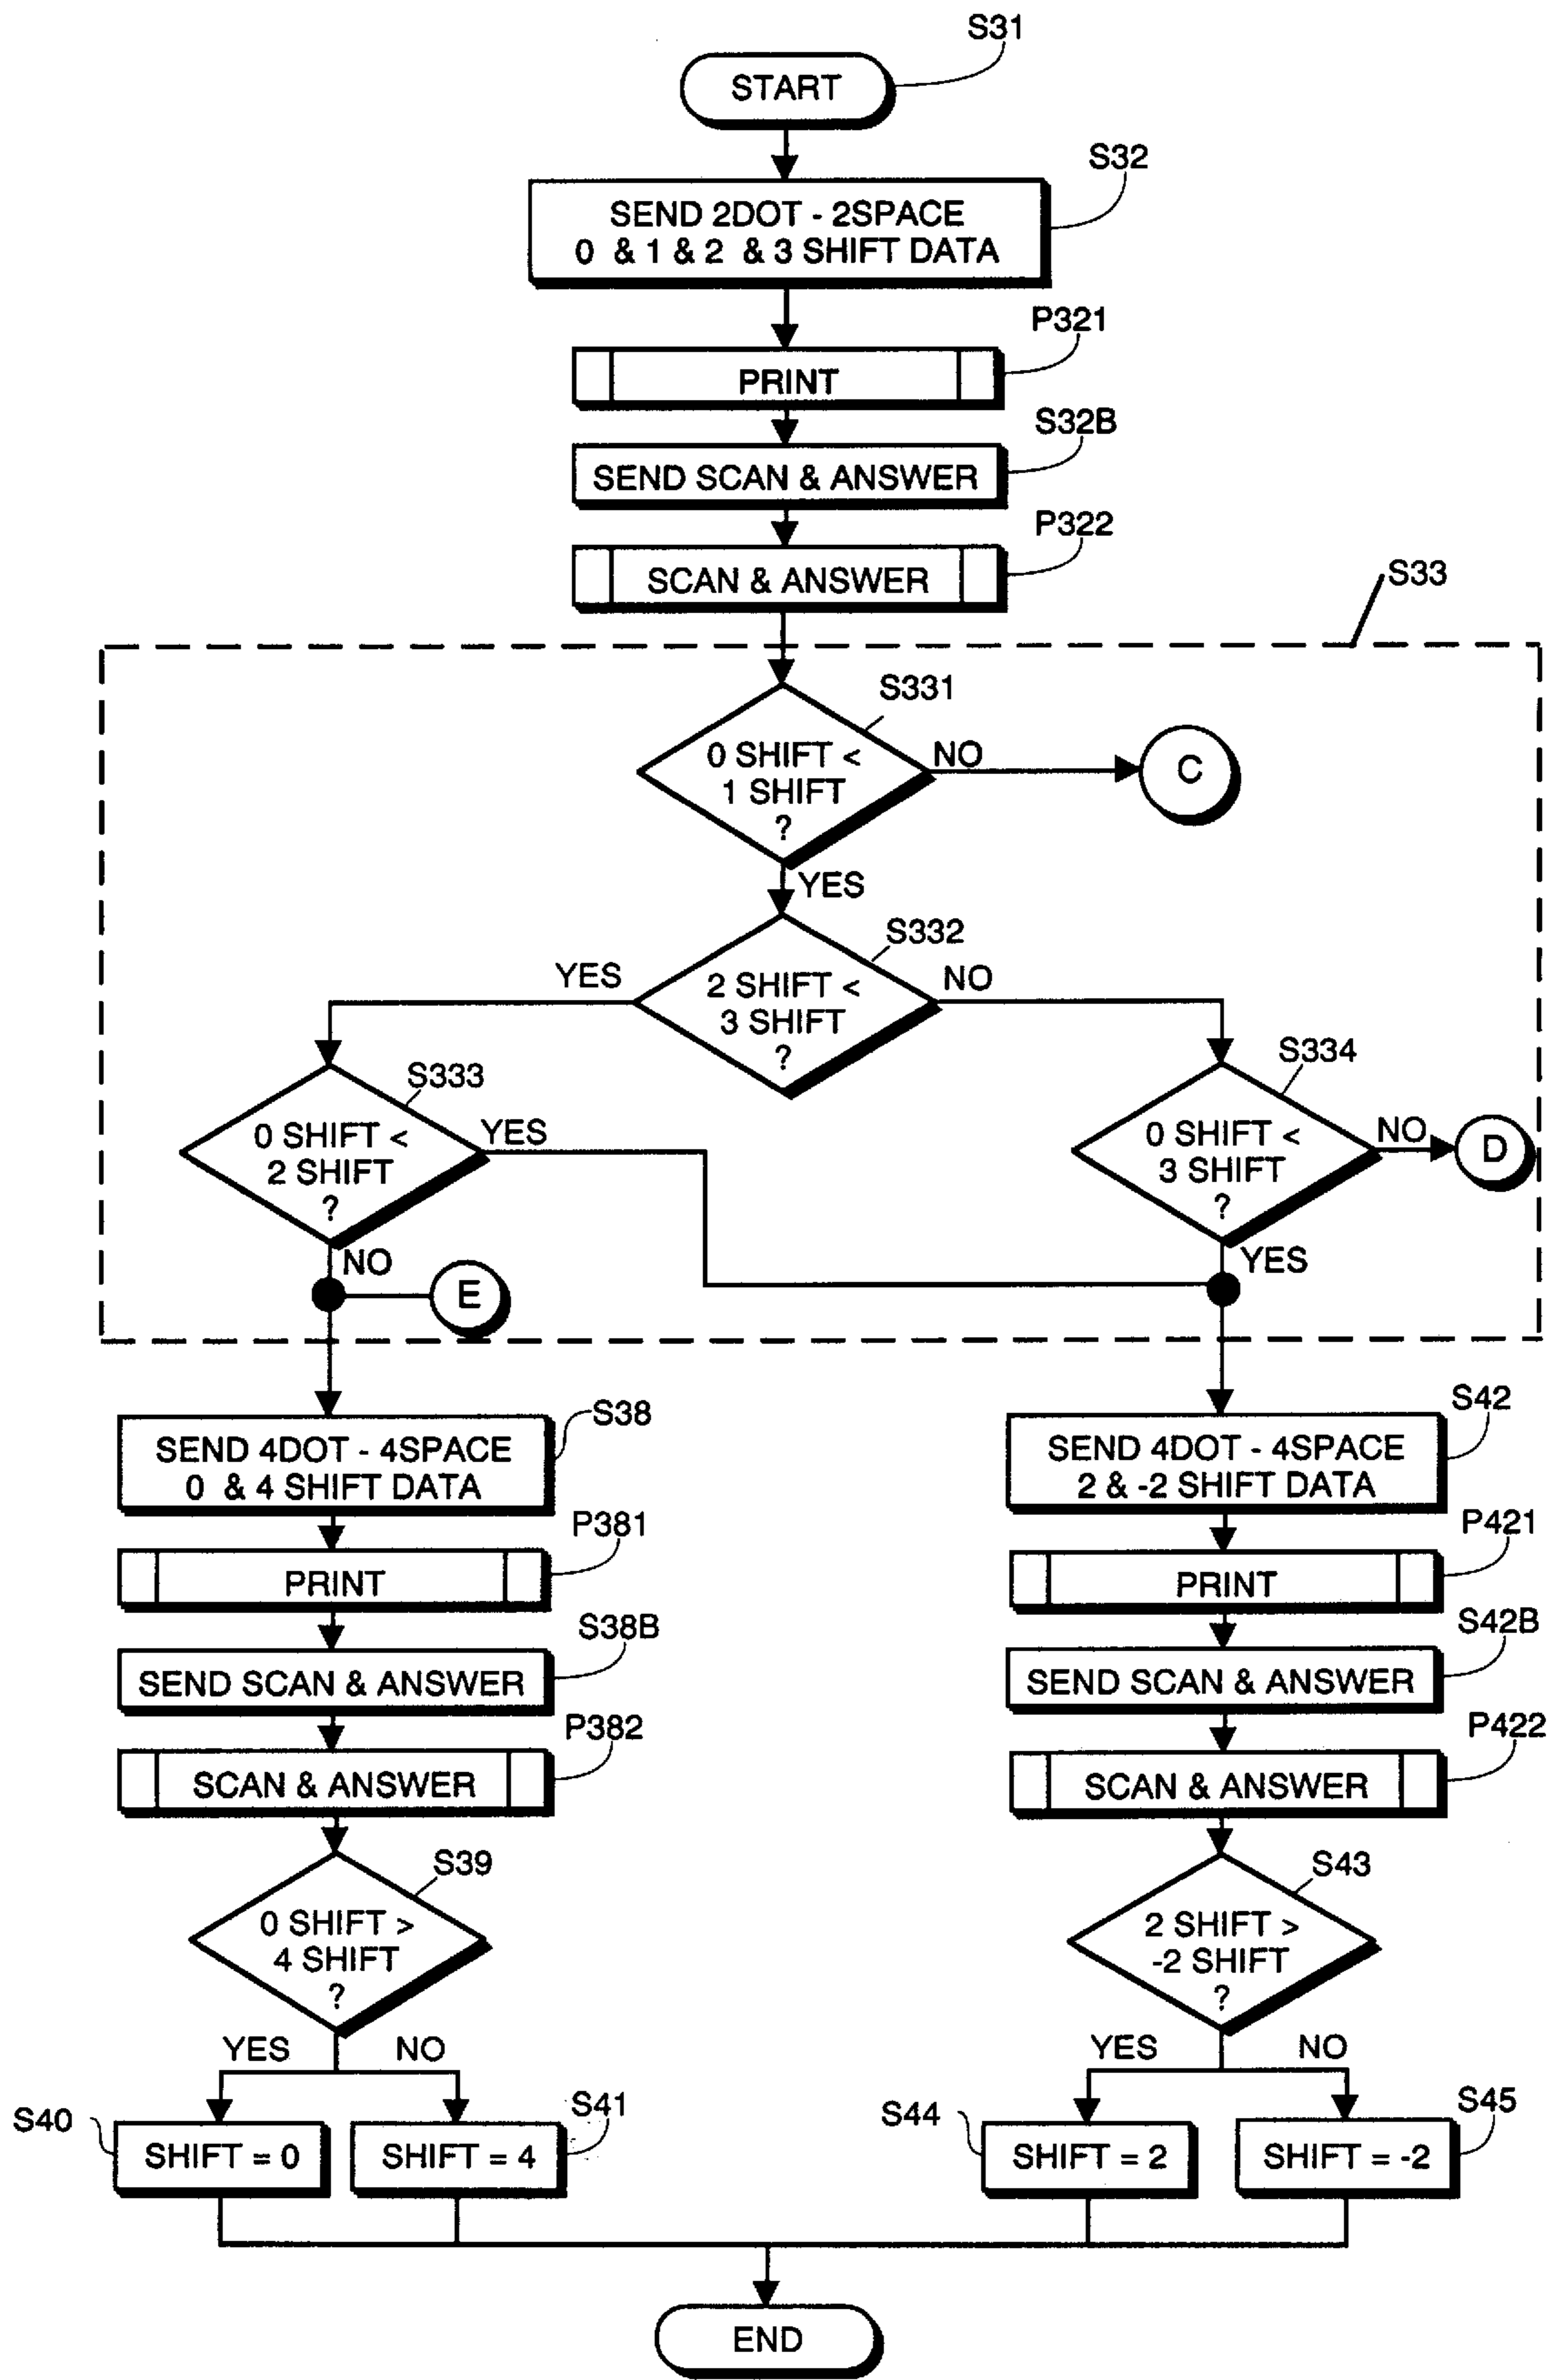 S31
START
S32
SEND 2DOT - 2SPACE
0 & 1 & 2 & 3 SHIFT DATA
P321
PRINT
S32B
SEND SCAN & ANSWER
P322
SCAN & ANSWER
S33
S331
0 SHIFT <
1 SHIFT
?
NO
C
YES
S332
2 SHIFT <
3 SHIFT
?
YES
NO
S333
0 SHIFT <
2 SHIFT
?
YES
NO
E
S334
0 SHIFT <
3 SHIFT
?
NO
D
YES
S38
SEND 4DOT - 4SPACE
0 & 4 SHIFT DATA
P381
PRINT
S38B
SEND SCAN & ANSWER
P382
SCAN & ANSWER
S39
0 SHIFT >
4 SHIFT
?
YES
NO
S40
SHIFT = 0
S41
SHIFT = 4
S42
SEND 4DOT - 4SPACE
2 & -2 SHIFT DATA
P421
PRINT
S42B
SEND SCAN & ANSWER
P422
SCAN & ANSWER
S43
2 SHIFT >
-2 SHIFT
?
YES
NO
S44
SHIFT = 2
S45
SHIFT = -2
END